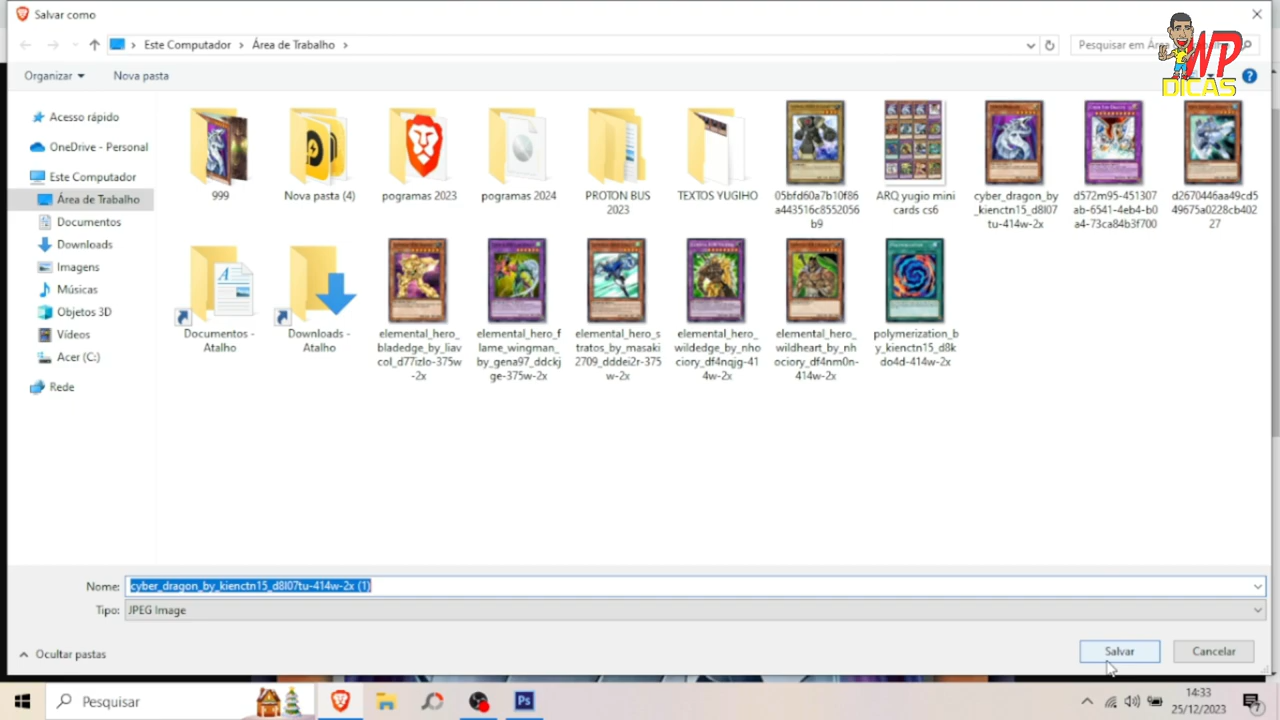 Salvar como
Este Computador > Área de Trabalho >
Pesquisar em
WP
DICAS
Organizar
Nova pasta
Acesso rápido
OneDrive - Personal
Este Computador
Área de Trabalho
Documentos
Downloads
Imagens
Músicas
Objetos 3D
Vídeos
Acer (C:)
Rede
999
Nova pasta (4)
pogramas 2023
pogramas 2024
PROTON BUS
2023
TEXTOS YUGIHO
05bfd60a7b10f86
a443516c8552056
b9
ARQ yugio mini
cards cs6
cyber_dragon_by
_kienctn15_d8l07
tu-414w-2x
d572m95-451307
ab-6541-4eb4-b0
a4-73ca84b3f700
d2670446aa49cd5
49675a0228cb402
27
Documentos -
Atalho
Downloads -
Atalho
elemental_hero_
bladedge_by_liav
col_d77izlo-375w
-2x
elemental_hero_f
lame_wingman_
by_gena97_ddckj
ge-375w-2x
elemental_hero_s
tratos_by_masaki
2709_dddei2r-375
w-2x
elemental_hero_
wildedge_by_nho
ciory_df4nqjg-41
4w-2x
elemental_hero_
wildheart_by_nh
ociory_df4nm0n-
414w-2x
polymerization_b
y_kienctn15_d8k
do4d-414w-2x
Nome: cyber_dragon_by_kienctn15_d8l07tu-414w-2x (1)
Tipo: JPEG Image
Ocultar pastas
Salvar
Cancelar
Pesquisar
Ps
14:33
25/12/2023
7